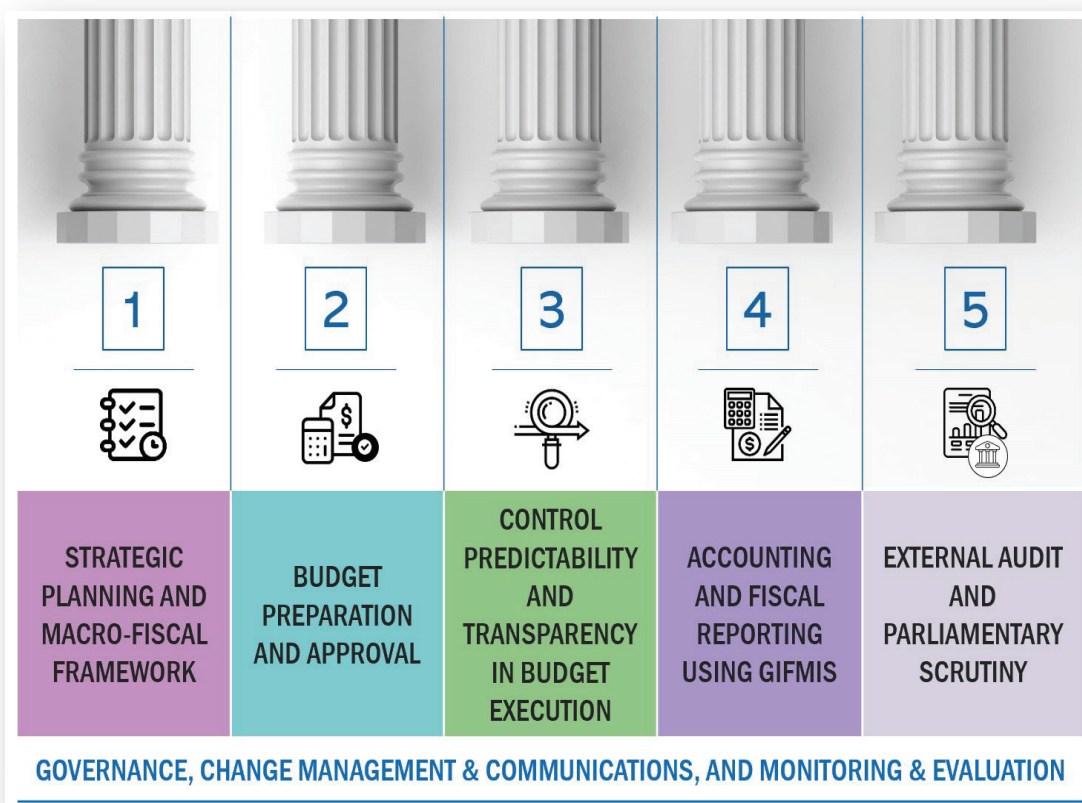 1
2
3
4
5
STRATEGIC
PLANNING AND
MACRO-FISCAL
FRAMEWORK
BUDGET
PREPARATION
AND APPROVAL
CONTROL
PREDICTABILITY
AND
TRANSPARENCY
IN BUDGET
EXECUTION
ACCOUNTING
AND FISCAL
REPORTING
USING GIFMIS
EXTERNAL AUDIT
AND
PARLIAMENTARY
SCRUTINY
GOVERNANCE, CHANGE MANAGEMENT & COMMUNICATIONS, AND MONITORING & EVALUATION